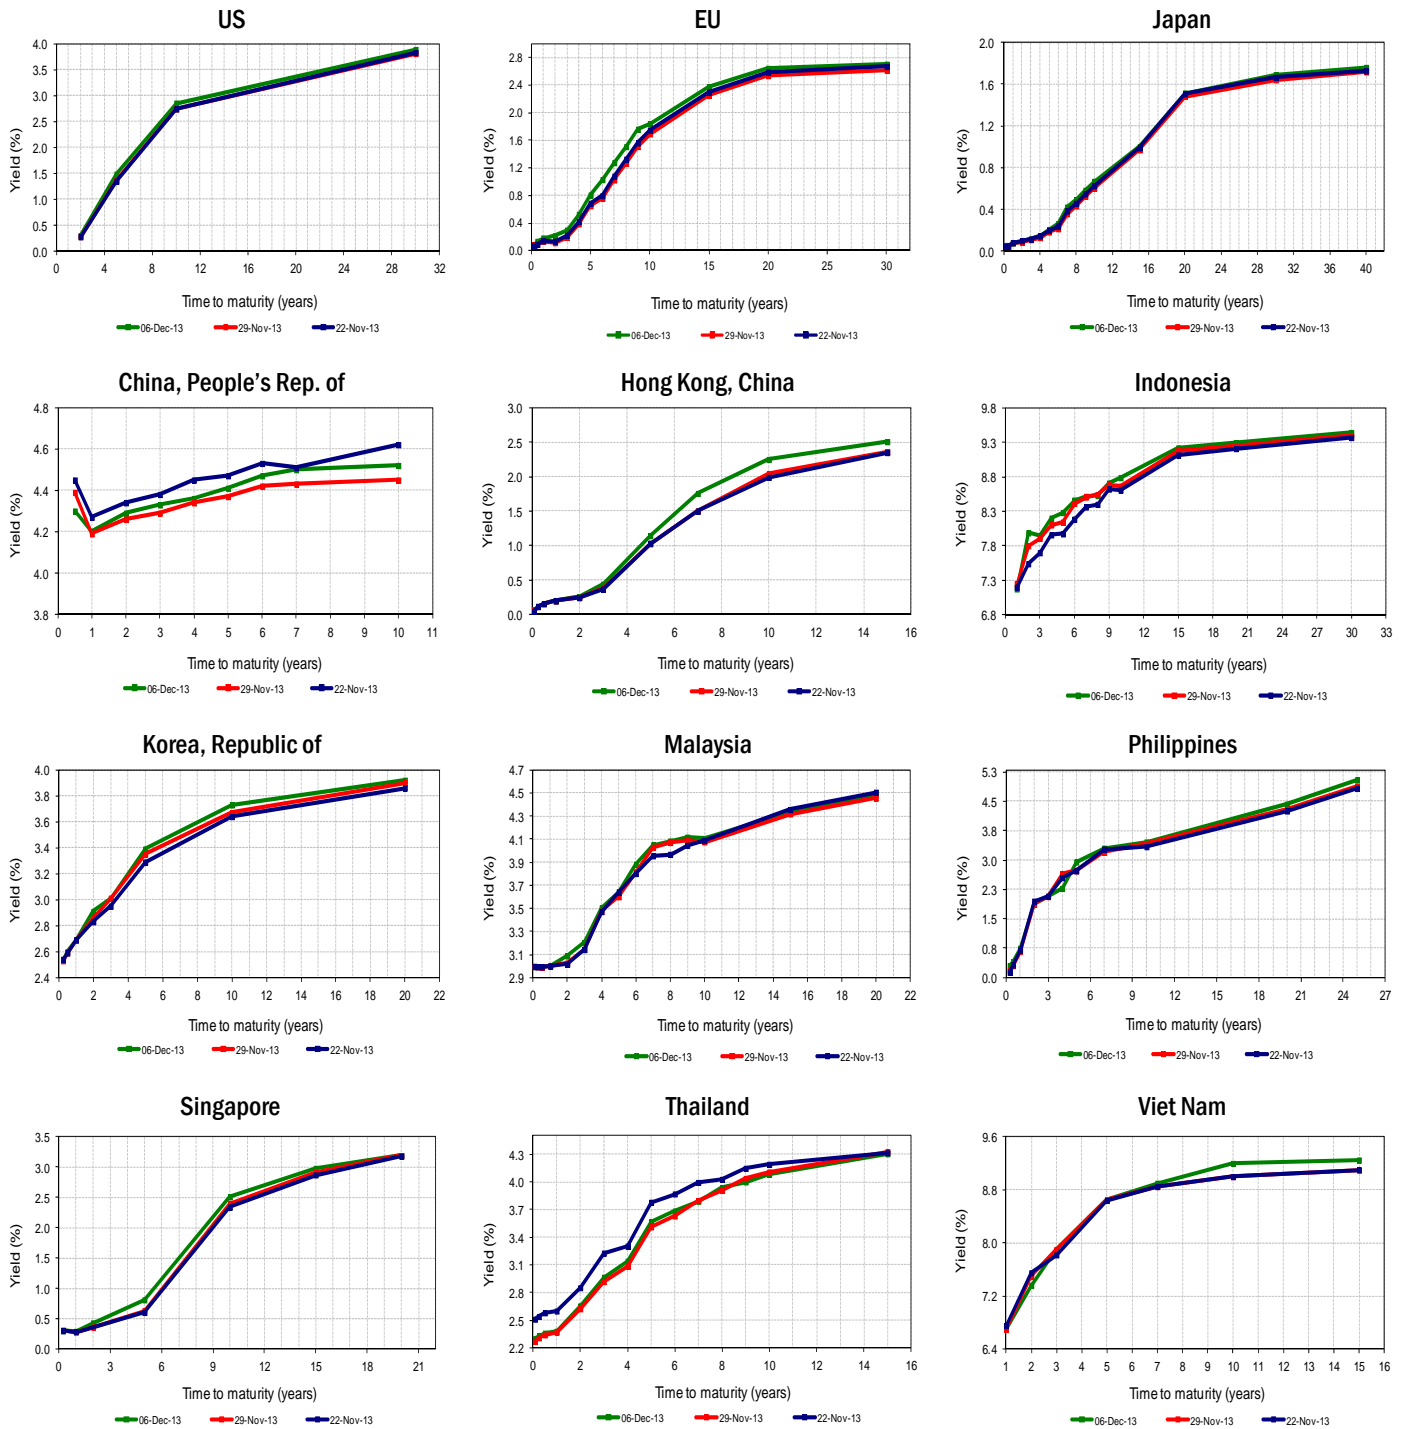 US
EU
Japan
4.0
3.5
3.0
2.5
2.0
1.5
1.0
0.5
0.0
Yield (%)
0 4 8 12 16 20 24 28 32
Time to maturity (years)
06-Dec-13 29-Nov-13 22-Nov-13
2.8
2.4
2.0
1.6
1.2
0.8
0.4
0.0
Yield (%)
0 5 10 15 20 25 30
Time to maturity (years)
06-Dec-13 29-Nov-13 22-Nov-13
2.0
1.6
1.2
0.8
0.4
0.0
Yield (%)
0 4 8 12 16 20 24 28 32 36 40
Time to maturity (years)
06-Dec-13 29-Nov-13 22-Nov-13
China, People's Rep. of
Hong Kong, China
Indonesia
4.8
4.6
4.4
4.2
4.0
3.8
Yield (%)
0 1 2 3 4 5 6 7 8 9 10 11
Time to maturity (years)
06-Dec-13 29-Nov-13 22-Nov-13
3.0
2.5
2.0
1.5
1.0
0.5
0.0
Yield (%)
0 2 4 6 8 10 12 14 16
Time to maturity (years)
06-Dec-13 29-Nov-13 22-Nov-13
9.8
9.3
8.8
8.3
7.8
7.3
6.8
Yield (%)
0 3 6 9 12 15 18 21 24 27 30 33
Time to maturity (years)
06-Dec-13 29-Nov-13 22-Nov-13
Korea, Republic of
Malaysia
Philippines
4.0
3.8
3.6
3.4
3.2
3.0
2.8
2.6
2.4
Yield (%)
0 2 4 6 8 10 12 14 16 18 20 22
Time to maturity (years)
06-Dec-13 29-Nov-13 22-Nov-13
4.7
4.5
4.3
4.1
3.9
3.7
3.5
3.3
3.1
2.9
Yield (%)
0 2 4 6 8 10 12 14 16 18 20 22
Time to maturity (years)
06-Dec-13 29-Nov-13 22-Nov-13
5.3
4.5
3.8
3.0
2.3
1.5
0.8
0.0
Yield (%)
0 3 6 9 12 15 18 21 24 27
Time to maturity (years)
06-Dec-13 29-Nov-13 22-Nov-13
Singapore
Thailand
Viet Nam
3.5
3.0
2.5
2.0
1.5
1.0
0.5
0.0
Yield (%)
0 3 6 9 12 15 18 21
Time to maturity (years)
06-Dec-13 29-Nov-13 22-Nov-13
4.3
4.0
3.7
3.4
3.1
2.8
2.5
2.2
Yield (%)
0 2 4 6 8 10 12 14 16
Time to maturity (years)
06-Dec-13 29-Nov-13 22-Nov-13
9.6
8.8
8.0
7.2
6.4
Yield (%)
1 2 3 4 5 6 7 8 9 10 11 12 13 14 15 16
Time to maturity (years)
06-Dec-13 29-Nov-13 22-Nov-13